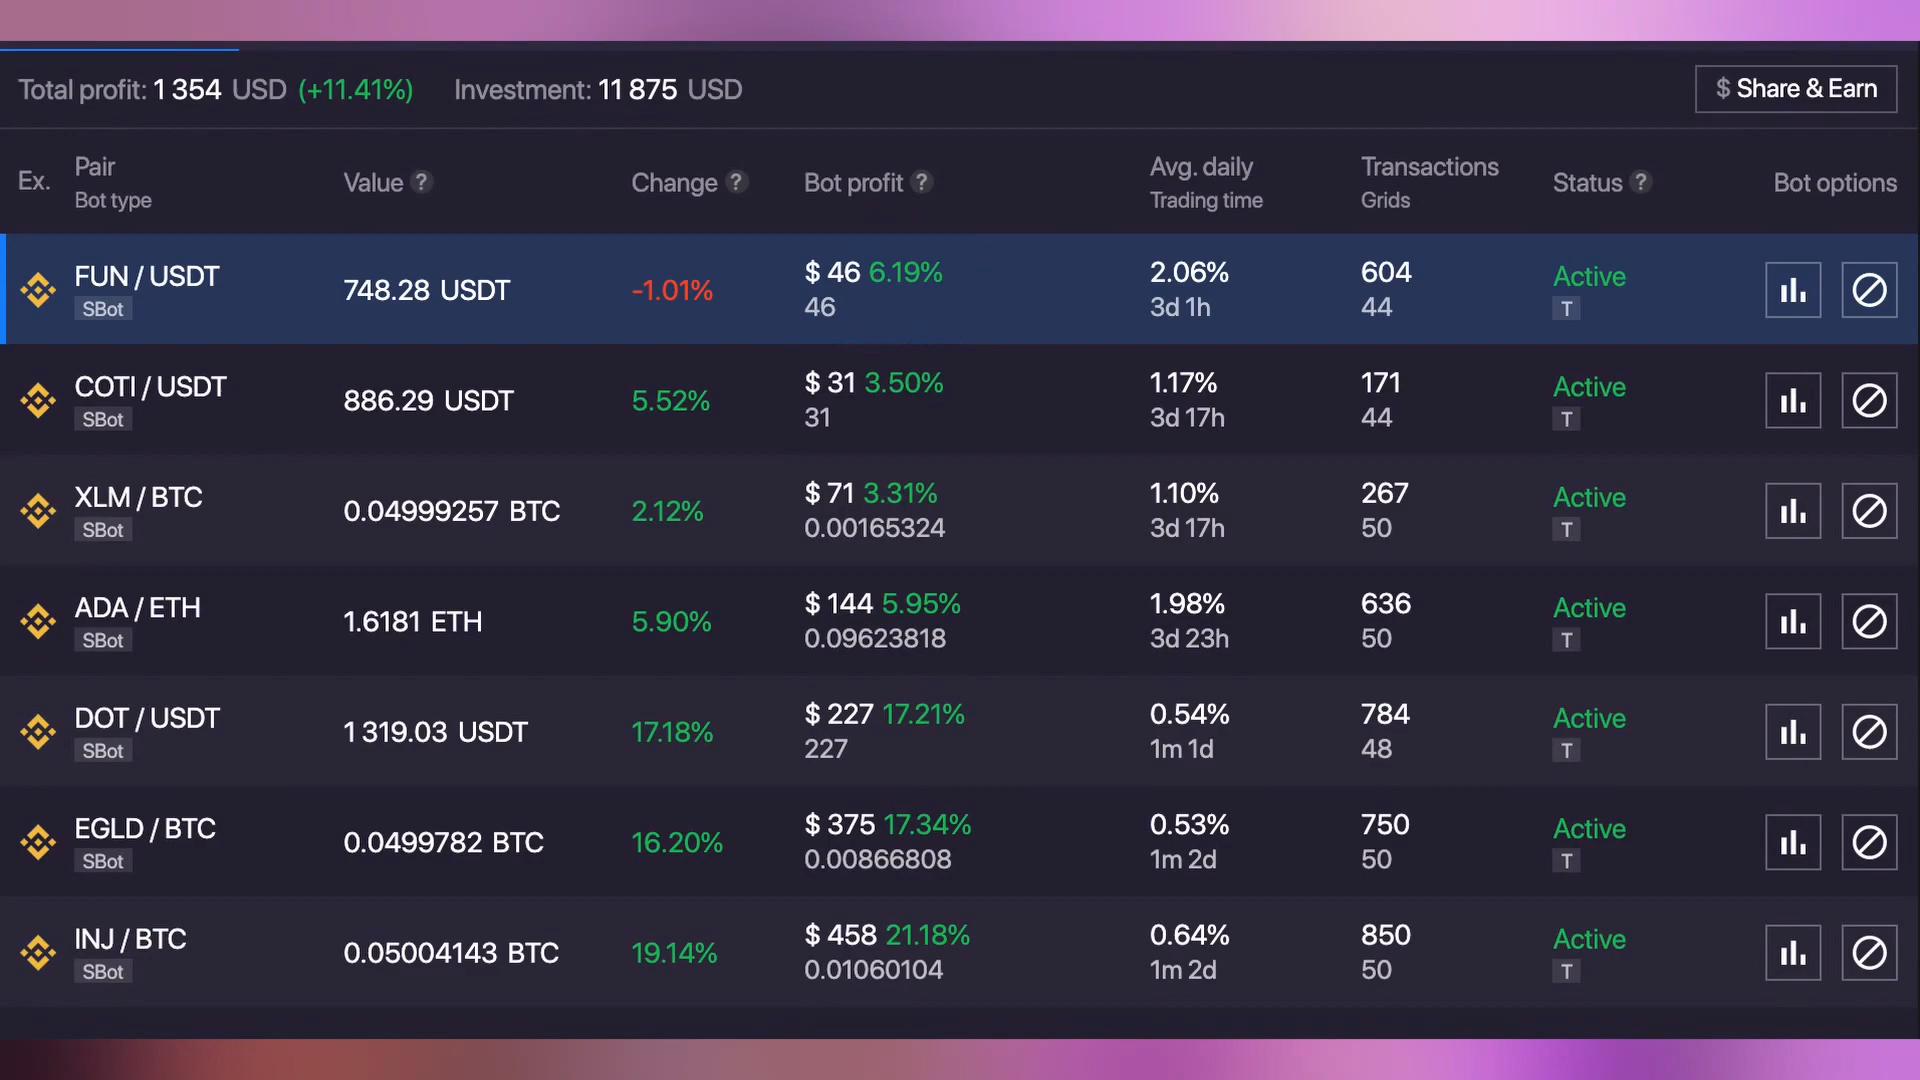 Total profit: 1 354 USD (+11.41%) Investment: 11 875 USD $ Share & Earn
Ex. Pair Value ? Change ? Bot profit ? Avg. daily Transactions Status ? Bot options
Bot type Trading time Grids
FUN / USDT 748.28 USDT -1.01% $ 46 6.19% 2.06% 604 Active
SBot 46 3d 1h 44 T
COTI / USDT 886.29 USDT 5.52% $ 31 3.50% 1.17% 171 Active
SBot 31 3d 17h 44 T
XLM / BTC 0.04999257 BTC 2.12% $ 71 3.31% 1.10% 267 Active
SBot 0.00165324 3d 17h 50 T
ADA / ETH 1.6181 ETH 5.90% $ 144 5.95% 1.98% 636 Active
SBot 0.09623818 3d 23h 50 T
DOT / USDT 1 319.03 USDT 17.18% $ 227 17.21% 0.54% 784 Active
SBot 227 1m 1d 48 T
EGLD / BTC 0.0499782 BTC 16.20% $ 375 17.34% 0.53% 750 Active
SBot 0.00866808 1m 2d 50 T
INJ / BTC 0.05004143 BTC 19.14% $ 458 21.18% 0.64% 850 Active
SBot 0.01060104 1m 2d 50 T